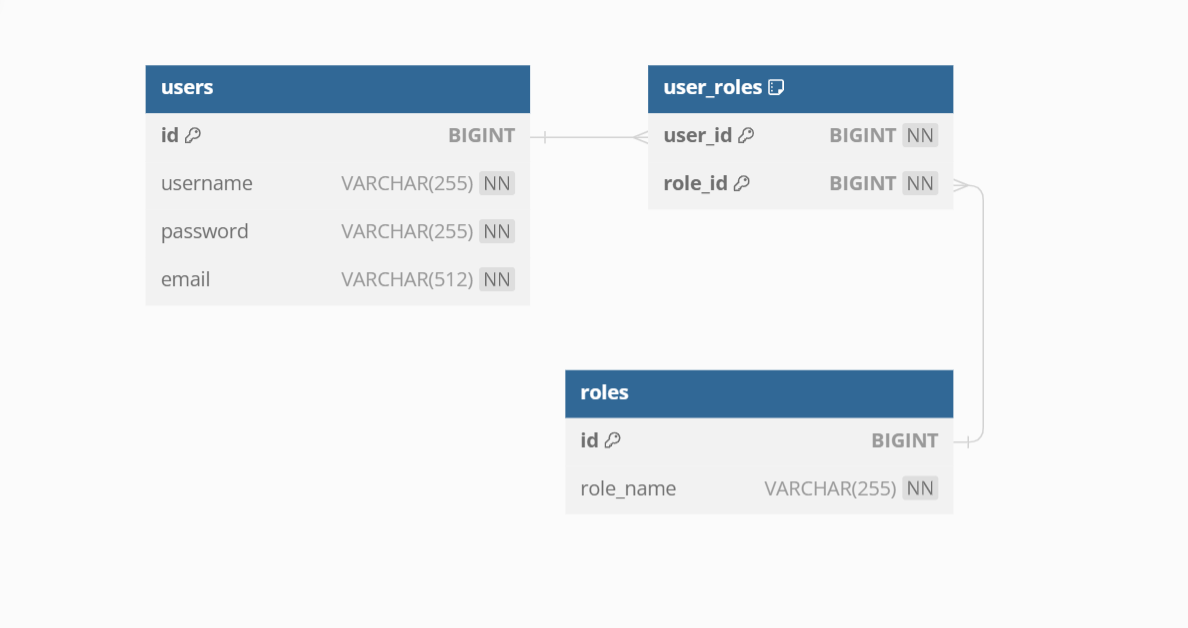 users
id BIGINT
username VARCHAR(255) NN
password VARCHAR(255) NN
email VARCHAR(512) NN
user_roles
user_id BIGINT NN
role_id BIGINT NN
roles
id BIGINT
role_name VARCHAR(255) NN